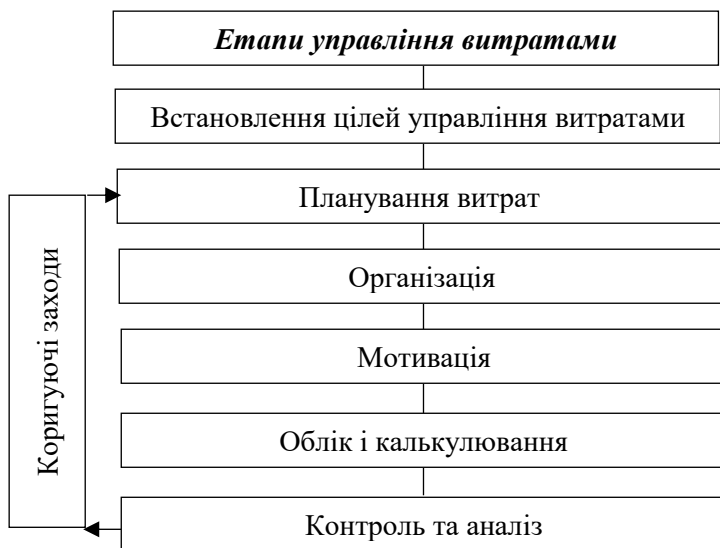 Етапи управління витратами
Встановлення цілей управління витратами
Планування витрат
Організація
Мотивація
Облік і калькулювання
Контроль та аналіз
Коригуючі заходи